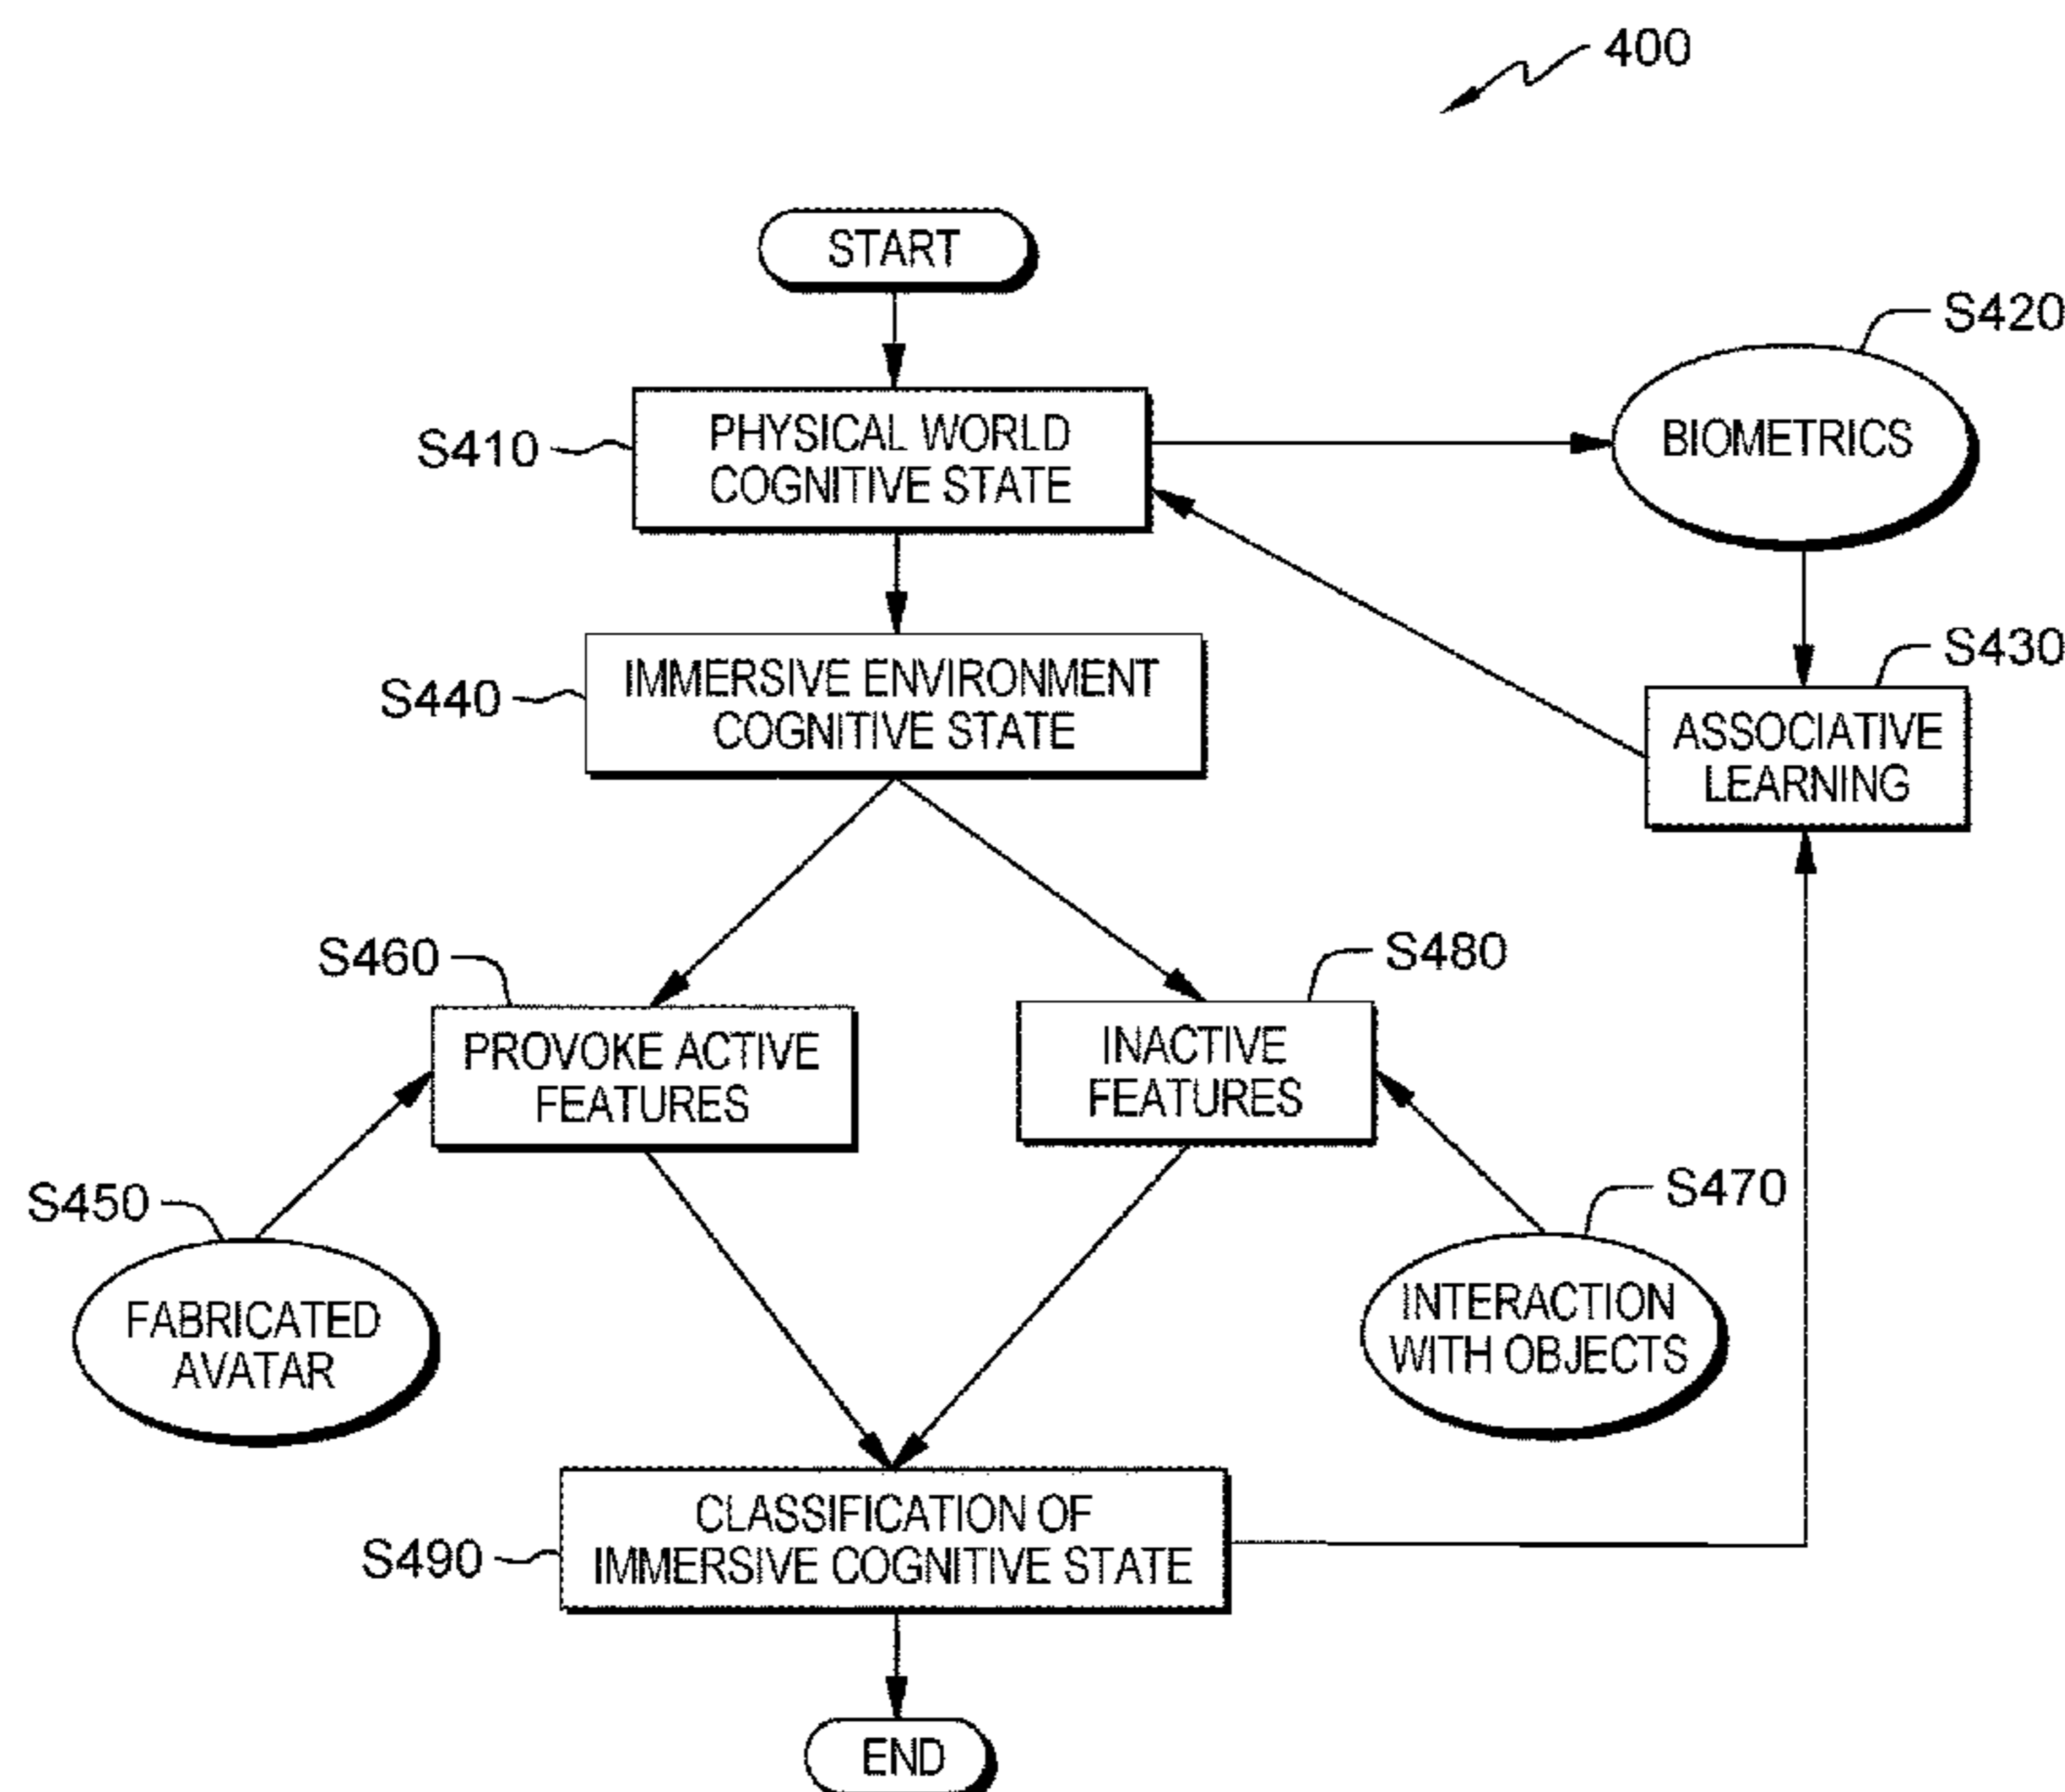 400
START
S420
S410
PHYSICAL WORLD
COGNITIVE STATE
BIOMETRICS
S430
S440
IMMERSIVE ENVIRONMENT
COGNITIVE STATE
ASSOCIATIVE
LEARNING
S460
S480
PROVOKE ACTIVE
FEATURES
INACTIVE
FEATURES
S450
S470
FABRICATED
AVATAR
INTERACTION
WITH OBJECTS
S490
CLASSIFICATION OF
IMMERSIVE COGNITIVE STATE
END